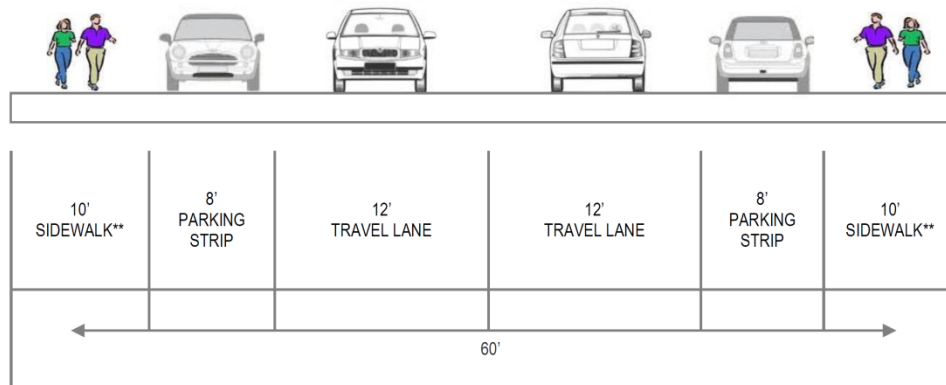 10'
SIDEWALK**
8'
PARKING
STRIP
12'
TRAVEL LANE
12'
TRAVEL LANE
8'
PARKING
STRIP
10'
SIDEWALK**
60'